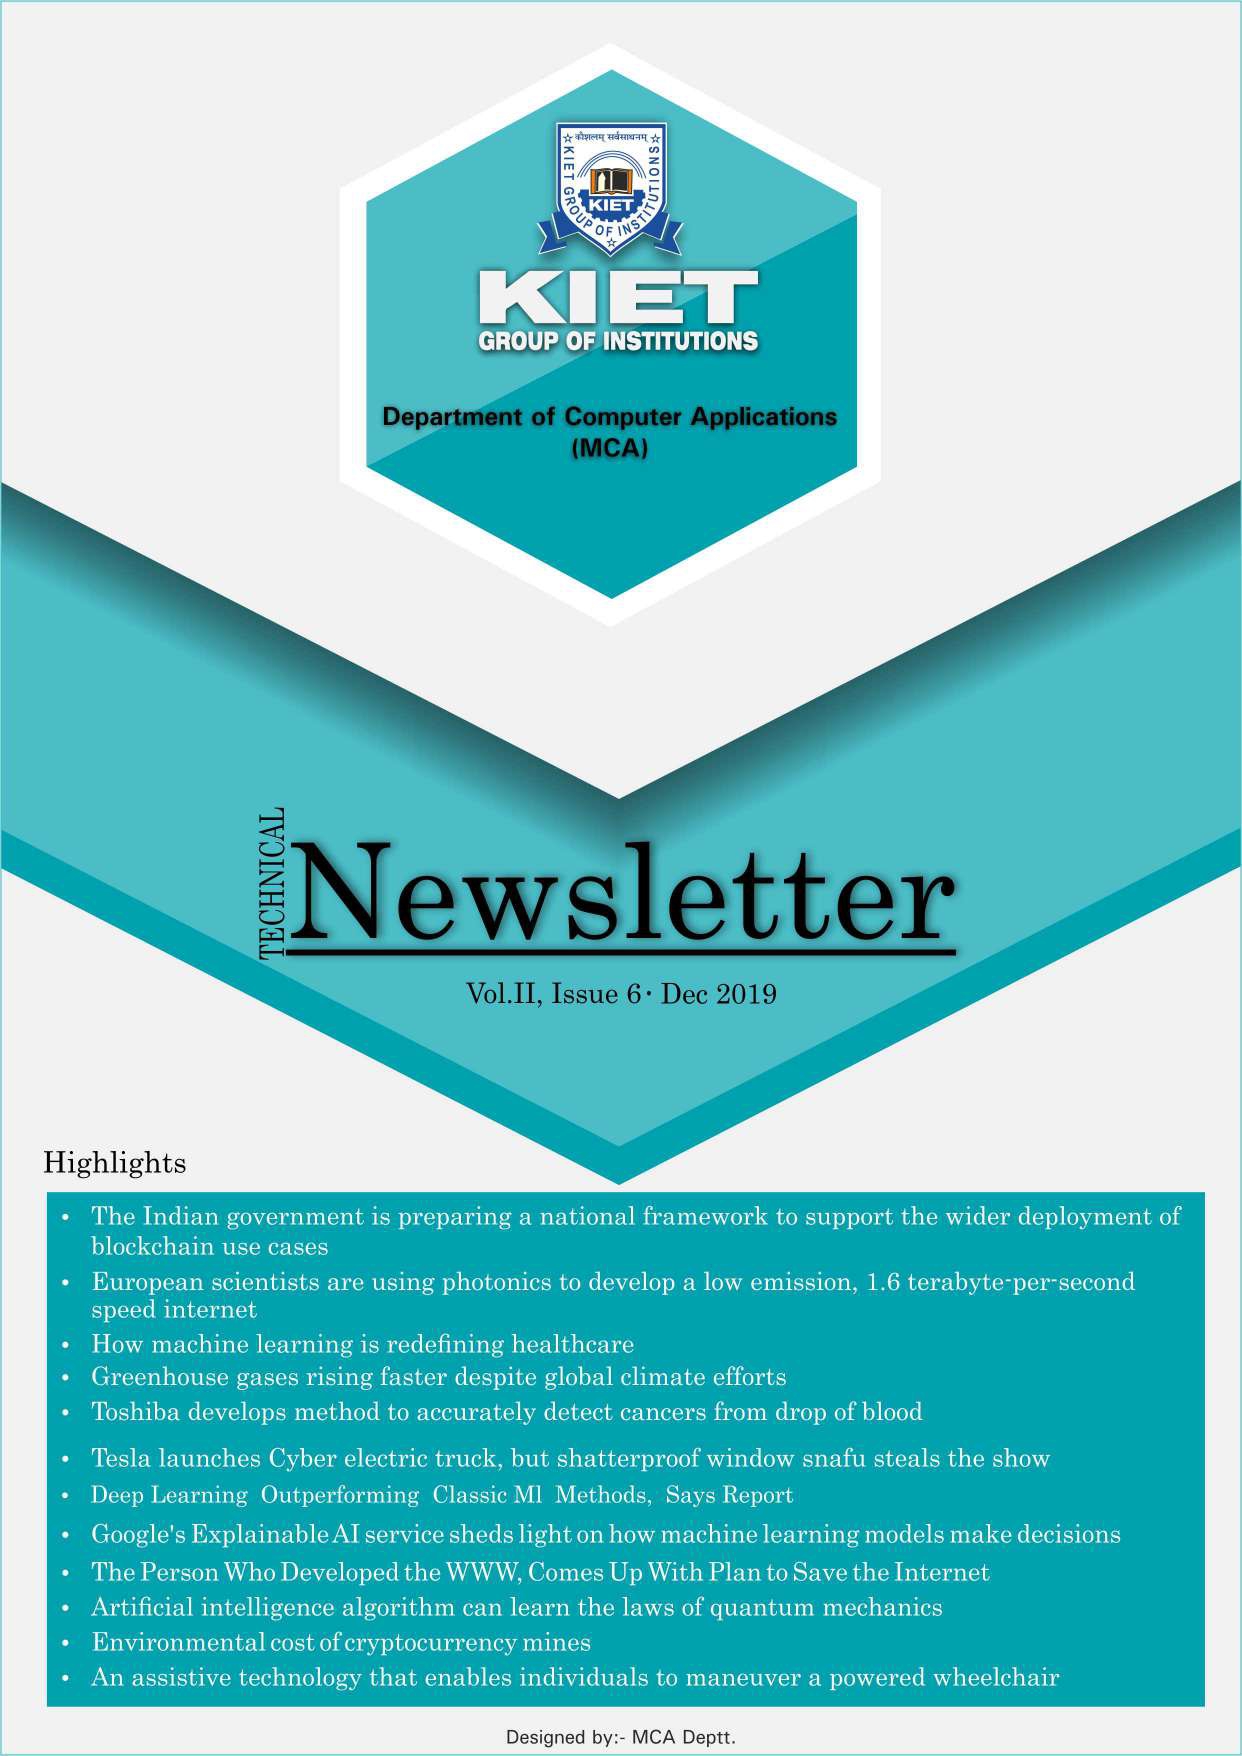 ☆ कौशलम् सर्वसाधनम् ☆
KIET GROUP OF INSTITUTIONS
KIET
☆
KIET
GROUP OF INSTITUTIONS
Department of Computer Applications
(MCA)
TECHNICAL
Newsletter
Vol.II, Issue 6 · Dec 2019
Highlights
• The Indian government is preparing a national framework to support the wider deployment of
blockchain use cases
• European scientists are using photonics to develop a low emission, 1.6 terabyte-per-second
speed internet
• How machine learning is redefining healthcare
• Greenhouse gases rising faster despite global climate efforts
• Toshiba develops method to accurately detect cancers from drop of blood
• Tesla launches Cyber electric truck, but shatterproof window snafu steals the show
• Deep Learning Outperforming Classic Ml Methods, Says Report
• Google's Explainable AI service sheds light on how machine learning models make decisions
• The Person Who Developed the WWW, Comes Up With Plan to Save the Internet
• Artificial intelligence algorithm can learn the laws of quantum mechanics
• Environmental cost of cryptocurrency mines
• An assistive technology that enables individuals to maneuver a powered wheelchair
Designed by:- MCA Deptt.